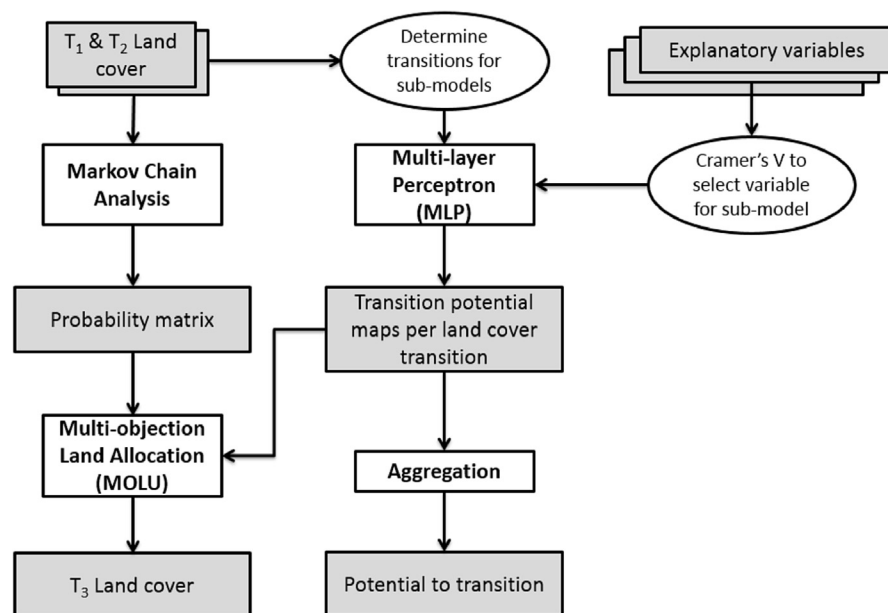 T₁ & T₂ Land
cover
Determine
transitions for
sub-models
Explanatory variables
Markov Chain
Analysis
Multi-layer
Perceptron
(MLP)
Cramer's V to
select variable
for sub-model
Probability matrix
Transition potential
maps per land cover
transition
Multi-objection
Land Allocation
(MOLU)
Aggregation
T₃ Land cover
Potential to transition